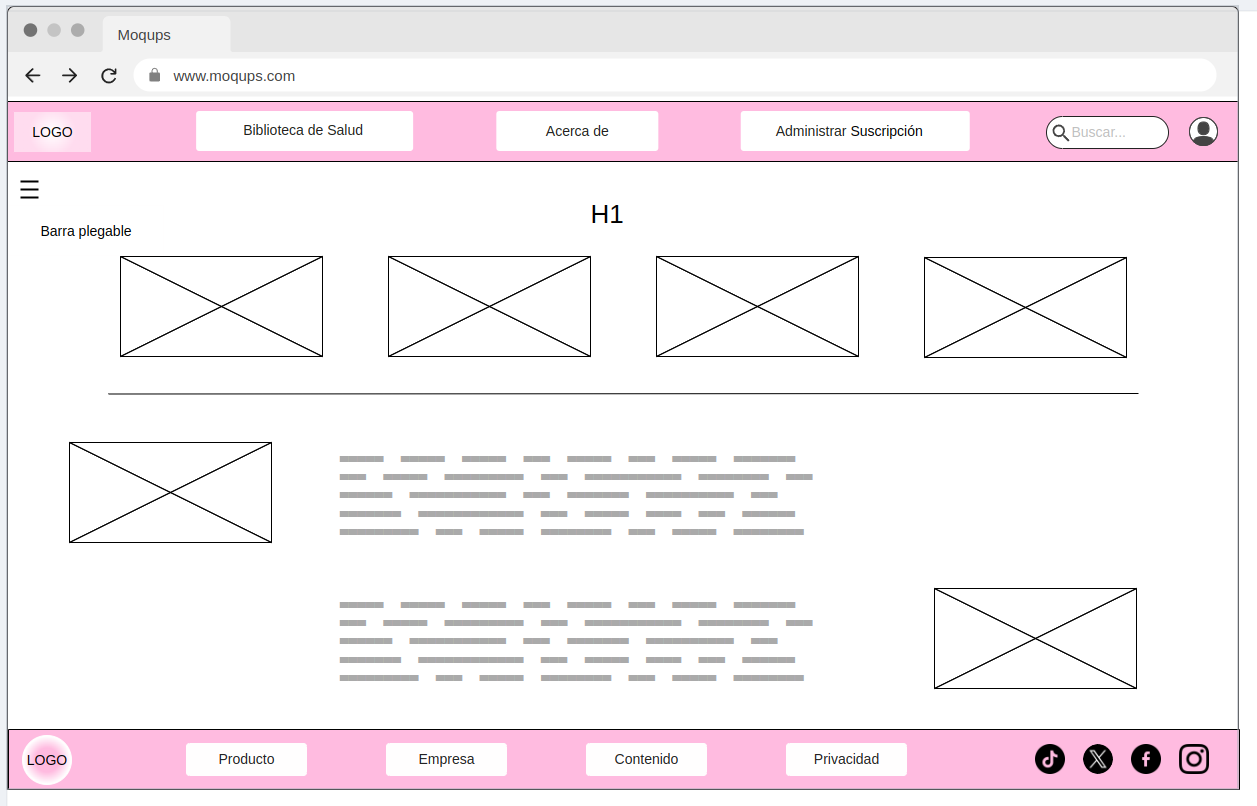 Moqups
www.moqups.com
LOGO
Biblioteca de Salud
Acerca de
Administrar Suscripción
Buscar...
H1
Barra plegable
LOGO
Producto
Empresa
Contenido
Privacidad